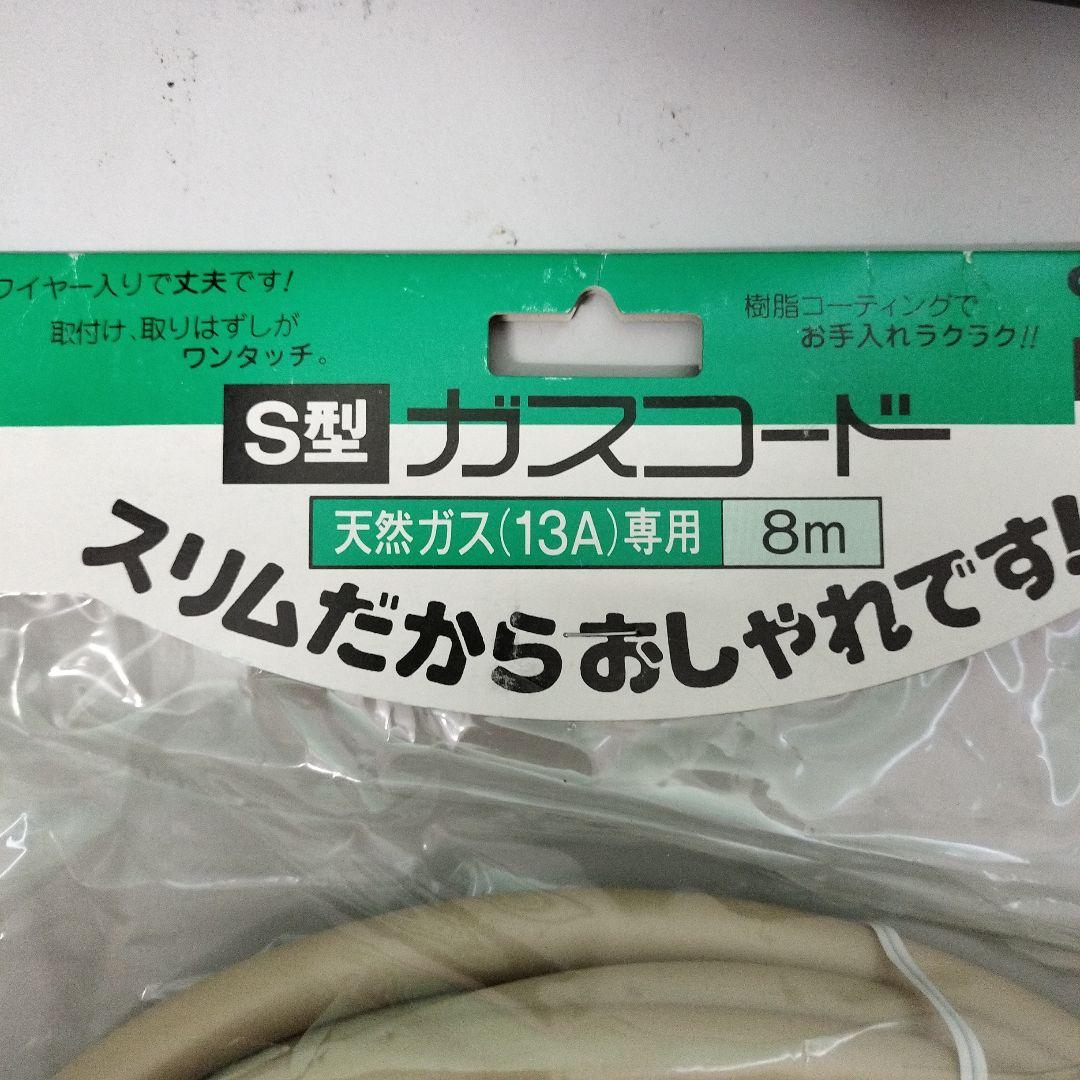 ワイヤー入りで丈夫です!
取付け、取りはずしが
ワンタッチ。
樹脂コーティングで
お手入れラクラク!!
S型 ガスコード
天然ガス(13A)専用 8m
スリムだからおしゃれです!